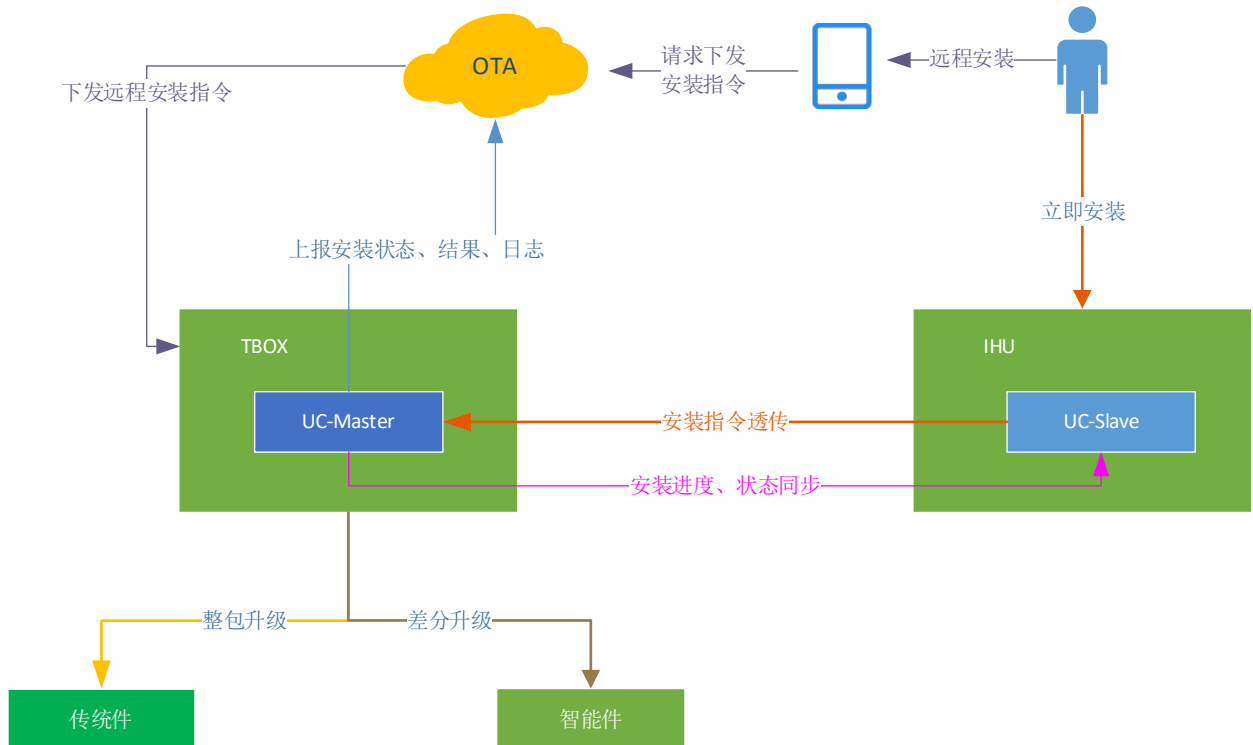 OTA
请求下发
安装指令
远程安装
下发远程安装指令
立即安装
上报安装状态、结果、日志
TBOX
IHU
UC-Master
安装指令透传
UC-Slave
安装进度、状态同步
整包升级
差分升级
传统件
智能件